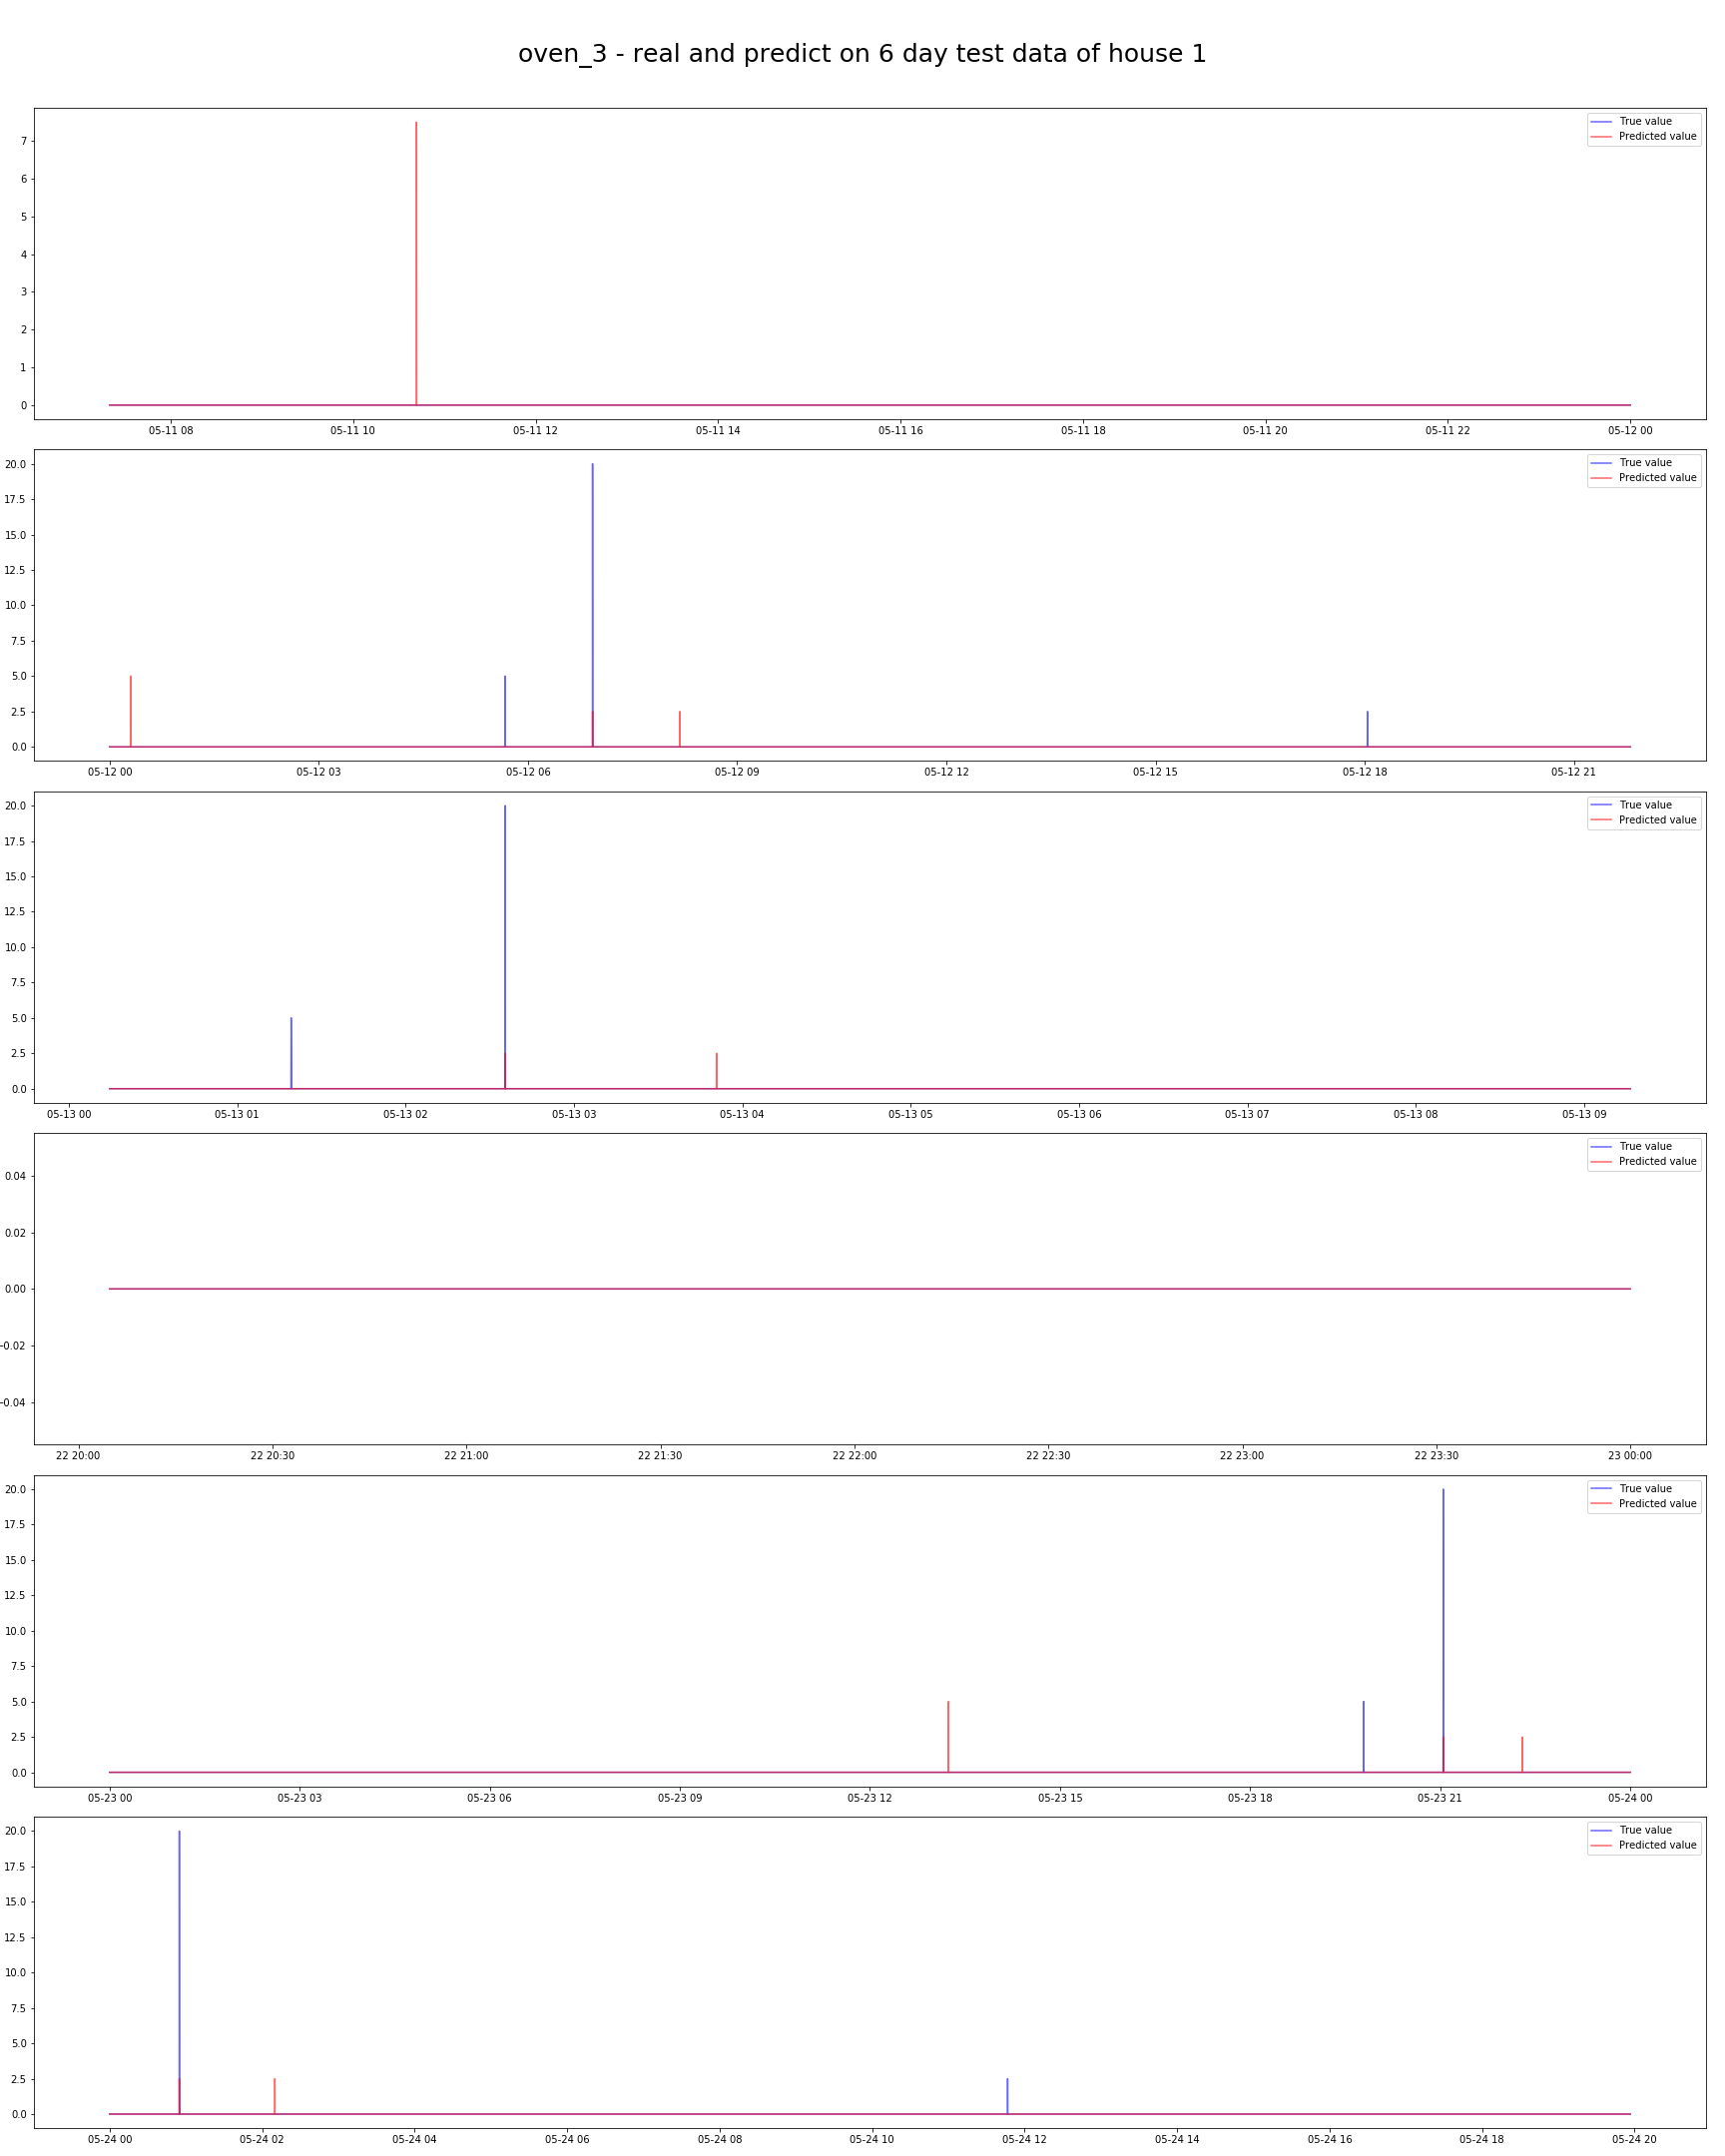 oven_3 - real and predict on 6 day test data of house 1
True value
Predicted value
7
6
5
4
3
2
1
0
05-11 08 05-11 10 05-11 12 05-11 14 05-11 16 05-11 18 05-11 20 05-11 22 05-12 00
True value
Predicted value
20.0
17.5
15.0
12.5
10.0
7.5
5.0
2.5
0.0
05-12 00 05-12 03 05-12 06 05-12 09 05-12 12 05-12 15 05-12 18 05-12 21
True value
Predicted value
20.0
17.5
15.0
12.5
10.0
7.5
5.0
2.5
0.0
05-13 00 05-13 01 05-13 02 05-13 03 05-13 04 05-13 05 05-13 06 05-13 07 05-13 08 05-13 09
True value
Predicted value
0.04
0.02
0.00
−0.02
−0.04
22 20:00 22 20:30 22 21:00 22 21:30 22 22:00 22 22:30 22 23:00 22 23:30 23 00:00
True value
Predicted value
20.0
17.5
15.0
12.5
10.0
7.5
5.0
2.5
0.0
05-23 00 05-23 03 05-23 06 05-23 09 05-23 12 05-23 15 05-23 18 05-23 21 05-24 00
True value
Predicted value
20.0
17.5
15.0
12.5
10.0
7.5
5.0
2.5
0.0
05-24 00 05-24 02 05-24 04 05-24 06 05-24 08 05-24 10 05-24 12 05-24 14 05-24 16 05-24 18 05-24 20